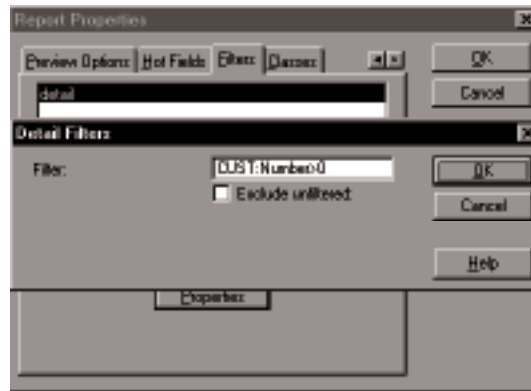 Report Properties
Preview Options Hot Fields Filters Classes
OK
detail
Cancel
Detail Filters
Filter: CUST:Number>0
OK
Exclude unfiltered
Cancel
Help
Properties